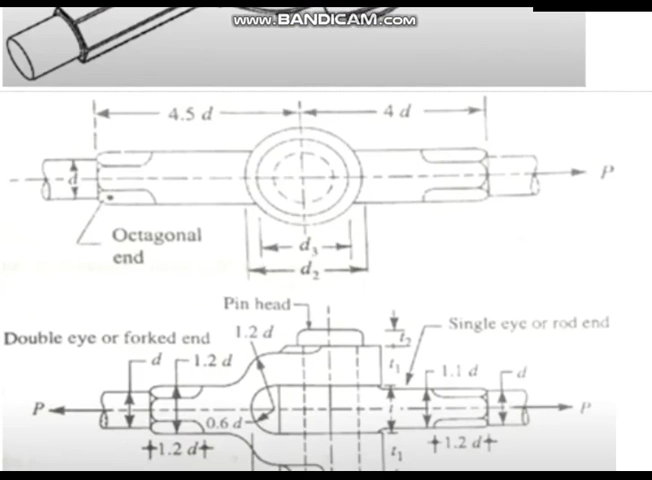 www.BANDICAM.com
4.5 d
4 d
d
P
Octagonal
end
d₃
d₂
Pin head
Double eye or forked end
1.2 d
t₂
Single eye or rod end
d
1.2 d
t₁
1.1 d
d
P
0.6 d
t
P
1.2 d
t₁
1.2 d